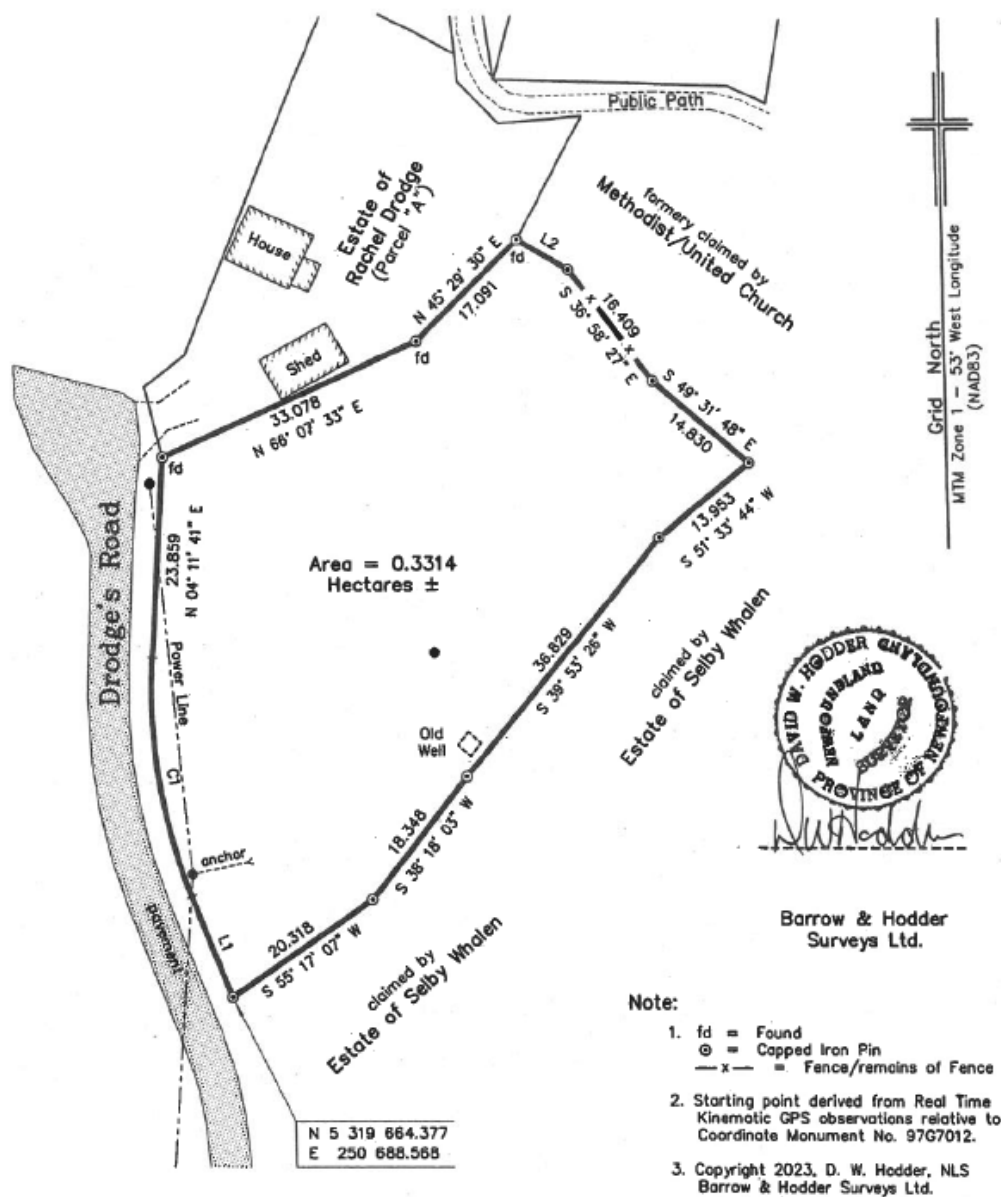 Public Path
formery claimed by
Methodist/United Church
Estate of
Rachel Drodge
(Parcel "A")
House
Shed
L2
fd
N 45° 29' 30" E
17.091
fd
16.409
S 36° 58' 27" E
x x
S 49° 31' 48" E
14.830
33.078
N 66° 07' 33" E
fd
13.953
S 51° 33' 44" W
Grid North
MTM Zone 1 - 53° West Longitude
(NAD83)
Drodge's Road
23.859
N 04° 11' 41" E
Area = 0.3314
Hectares ±
Power Line
36.829
S 39° 53' 26" W
claimed by
Estate of Selby Whalen
Old
Well
C1
anchor
18.348
S 38° 18' 03" W
pavement
L1
20.318
S 55° 17' 07" W
claimed by
Estate of Selby Whalen
DAVID W. HODDER
NEWFOUNDLAND
LAND
SURVEYOR
PROVINCE OF NEWFOUNDLAND
Barrow & Hodder
Surveys Ltd.
N 5 319 664.377
E 250 688.568
Note:
1. fd = Found
⊙ = Capped Iron Pin
—x— = Fence/remains of Fence
2. Starting point derived from Real Time
Kinematic GPS observations relative to
Coordinate Monument No. 97G7012.
3. Copyright 2023, D. W. Hodder, NLS
Barrow & Hodder Surveys Ltd.